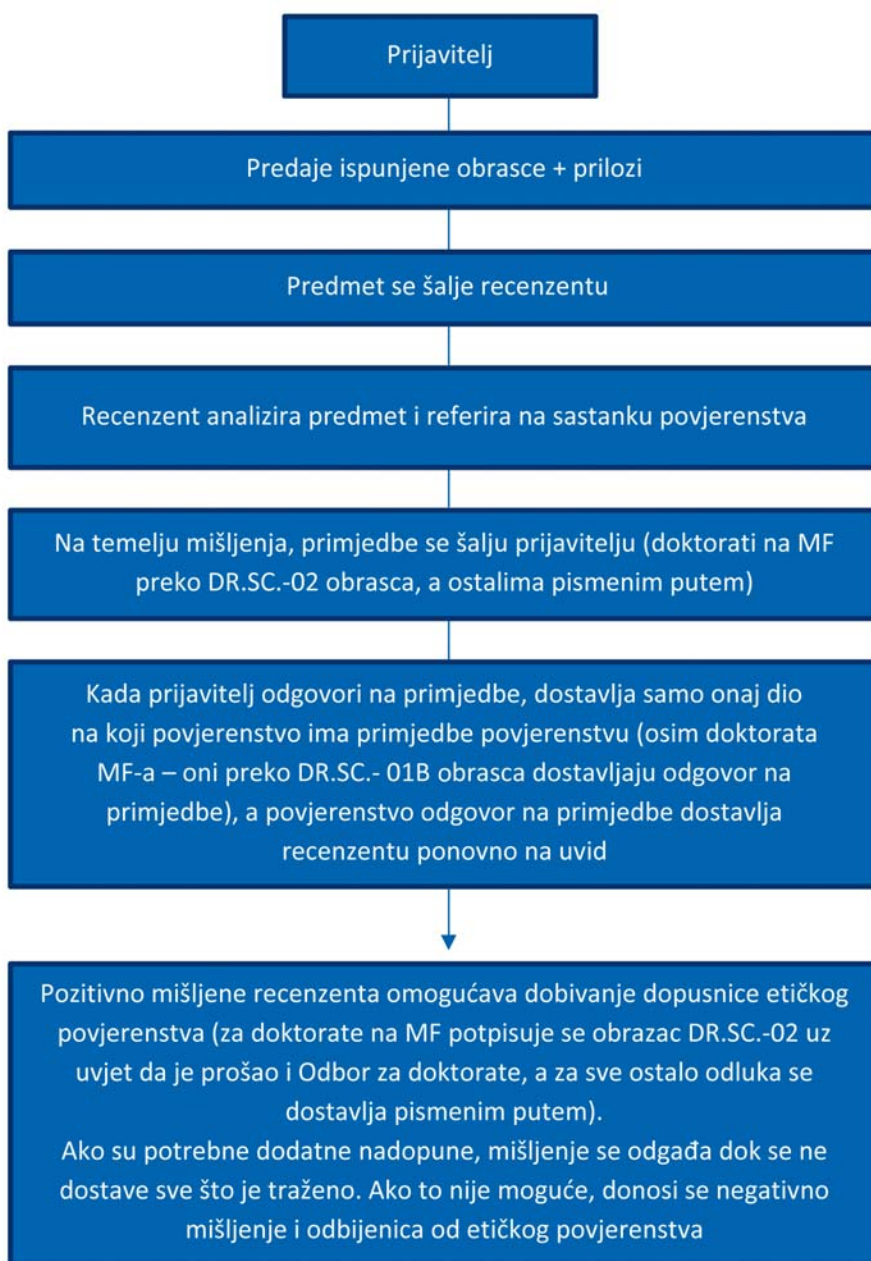 Prijavitelj
Predaje ispunjene obrasce + prilozi
Predmet se šalje recenzentu
Recenzent analizira predmet i referira na sastanku povjerenstva
Na temelju mišljenja, primjedbe se šalju prijavitelju (doktorati na MF
preko DR.SC.-02 obrasca, a ostalima pismenim putem)
Kada prijavitelj odgovori na primjedbe, dostavlja samo onaj dio
na koji povjerenstvo ima primjedbe povjerenstvu (osim doktorata
MF-a – oni preko DR.SC.- 01B obrasca dostavljaju odgovor na
primjedbe), a povjerenstvo odgovor na primjedbe dostavlja
recenzentu ponovno na uvid
Pozitivno mišljene recenzenta omogućava dobivanje dopusnice etičkog
povjerenstva (za doktorate na MF potpisuje se obrazac DR.SC.-02 uz
uvjet da je prošao i Odbor za doktorate, a za sve ostalo odluka se
dostavlja pismenim putem).
Ako su potrebne dodatne nadopune, mišljenje se odgađa dok se ne
dostave sve što je traženo. Ako to nije moguće, donosi se negativno
mišljenje i odbijenica od etičkog povjerenstva